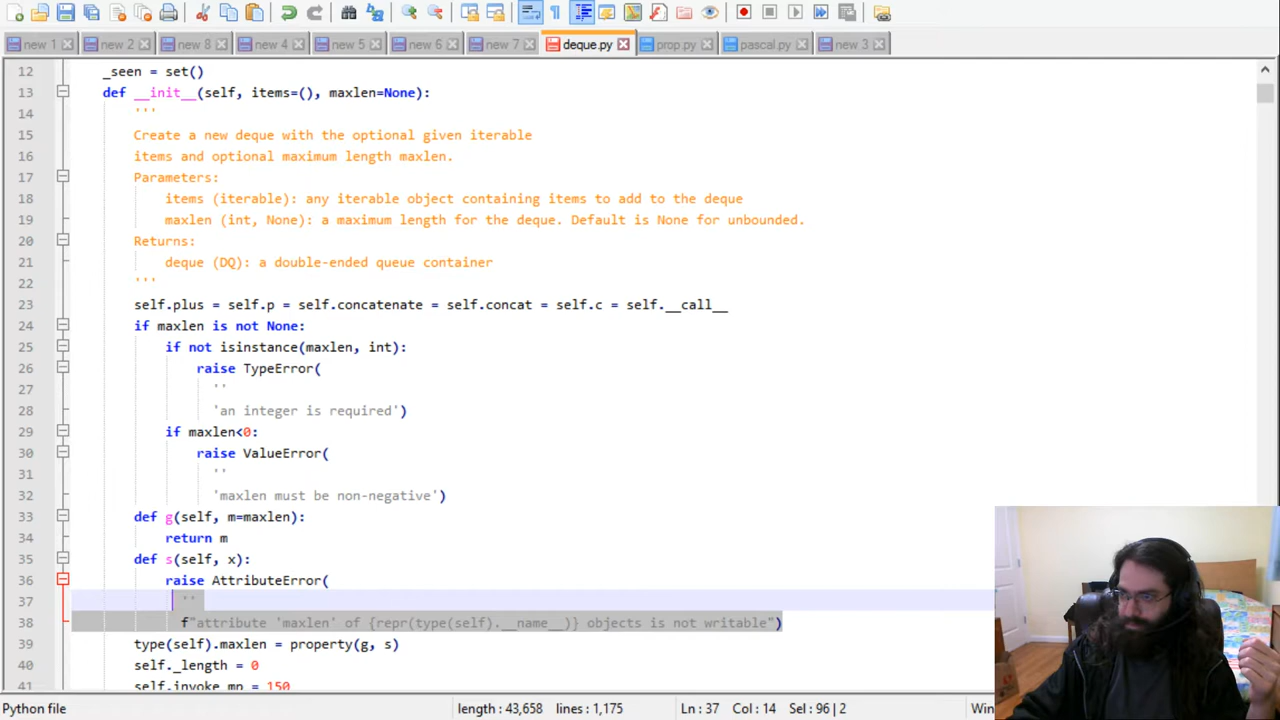 new 1 new 2 new 8 new 4 new 5 new 6 new 7 deque.py prop.py pascal.py new 3
12 _seen = set()
13 def __init__(self, items=(), maxlen=None):
14 '''
15 Create a new deque with the optional given iterable
16 items and optional maximum length maxlen.
17 Parameters:
18 items (iterable): any iterable object containing items to add to the deque
19 maxlen (int, None): a maximum length for the deque. Default is None for unbounded.
20 Returns:
21 deque (DQ): a double-ended queue container
22 '''
23 self.plus = self.p = self.concatenate = self.concat = self.c = self.__call__
24 if maxlen is not None:
25 if not isinstance(maxlen, int):
26 raise TypeError(
27 ''
28 'an integer is required')
29 if maxlen<0:
30 raise ValueError(
31 ''
32 'maxlen must be non-negative')
33 def g(self, m=maxlen):
34 return m
35 def s(self, x):
36 raise AttributeError(
37 ''
38 f"attribute 'maxlen' of {repr(type(self).__name__)} objects is not writable")
39 type(self).maxlen = property(g, s)
40 self._length = 0
41 self.invoke_mp = 150
Python file length : 43,658 lines : 1,175 Ln : 37 Col : 14 Sel : 96 | 2 Win